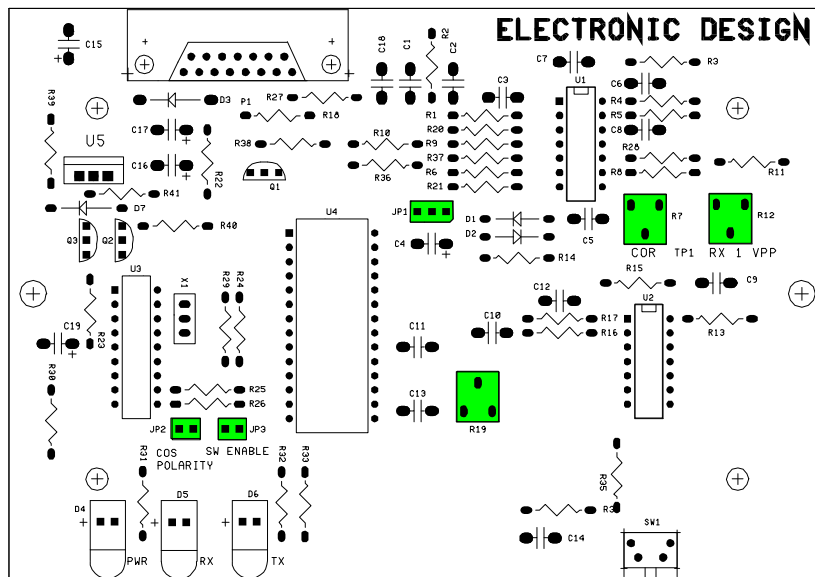 ELECTRONIC DESIGN
C15
C18
C1
R2
C2
C7
U1
R3
C6
R39
D3
R27
P1
R18
C3
R1
R4
R5
C17
R20
C8
U5
R38
R10
R9
R28
C16
R22
R36
R37
R6
R8
R11
R41
Q1
R21
D7
JP1
D1
R7
R12
R40
U4
C5
Q3
Q2
C4
D2
COR TP1 RX 1 VPP
R14
U3
X1
R29
R24
R15
C9
C12
U2
C19
R23
C11
C10
R17
R13
R16
R30
R25
R26
C13
JP2
JP3
R19
COS POLARITY
SW ENABLE
R31
R32
R33
R35
D4
D5
D6
SW1
C14
PWR
RX
TX